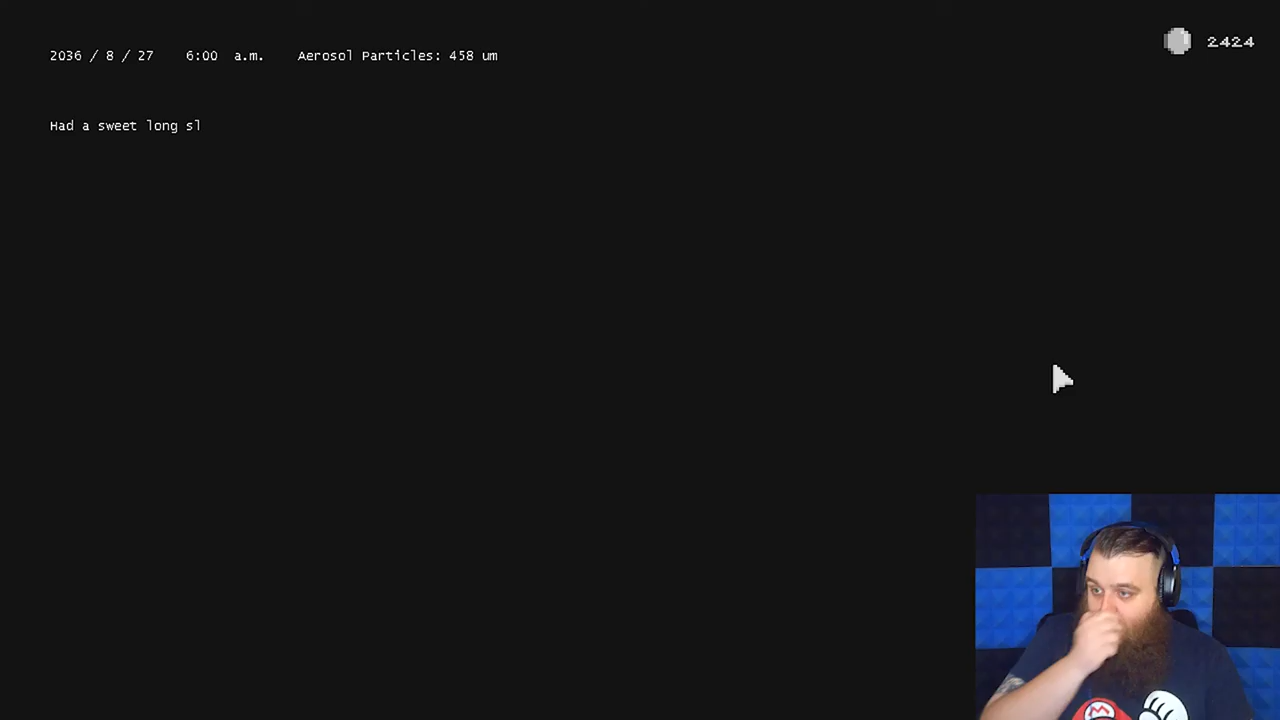 2036 / 8 / 27 6:00 a.m. Aerosol Particles: 458 um
2424
Had a sweet long sl
M